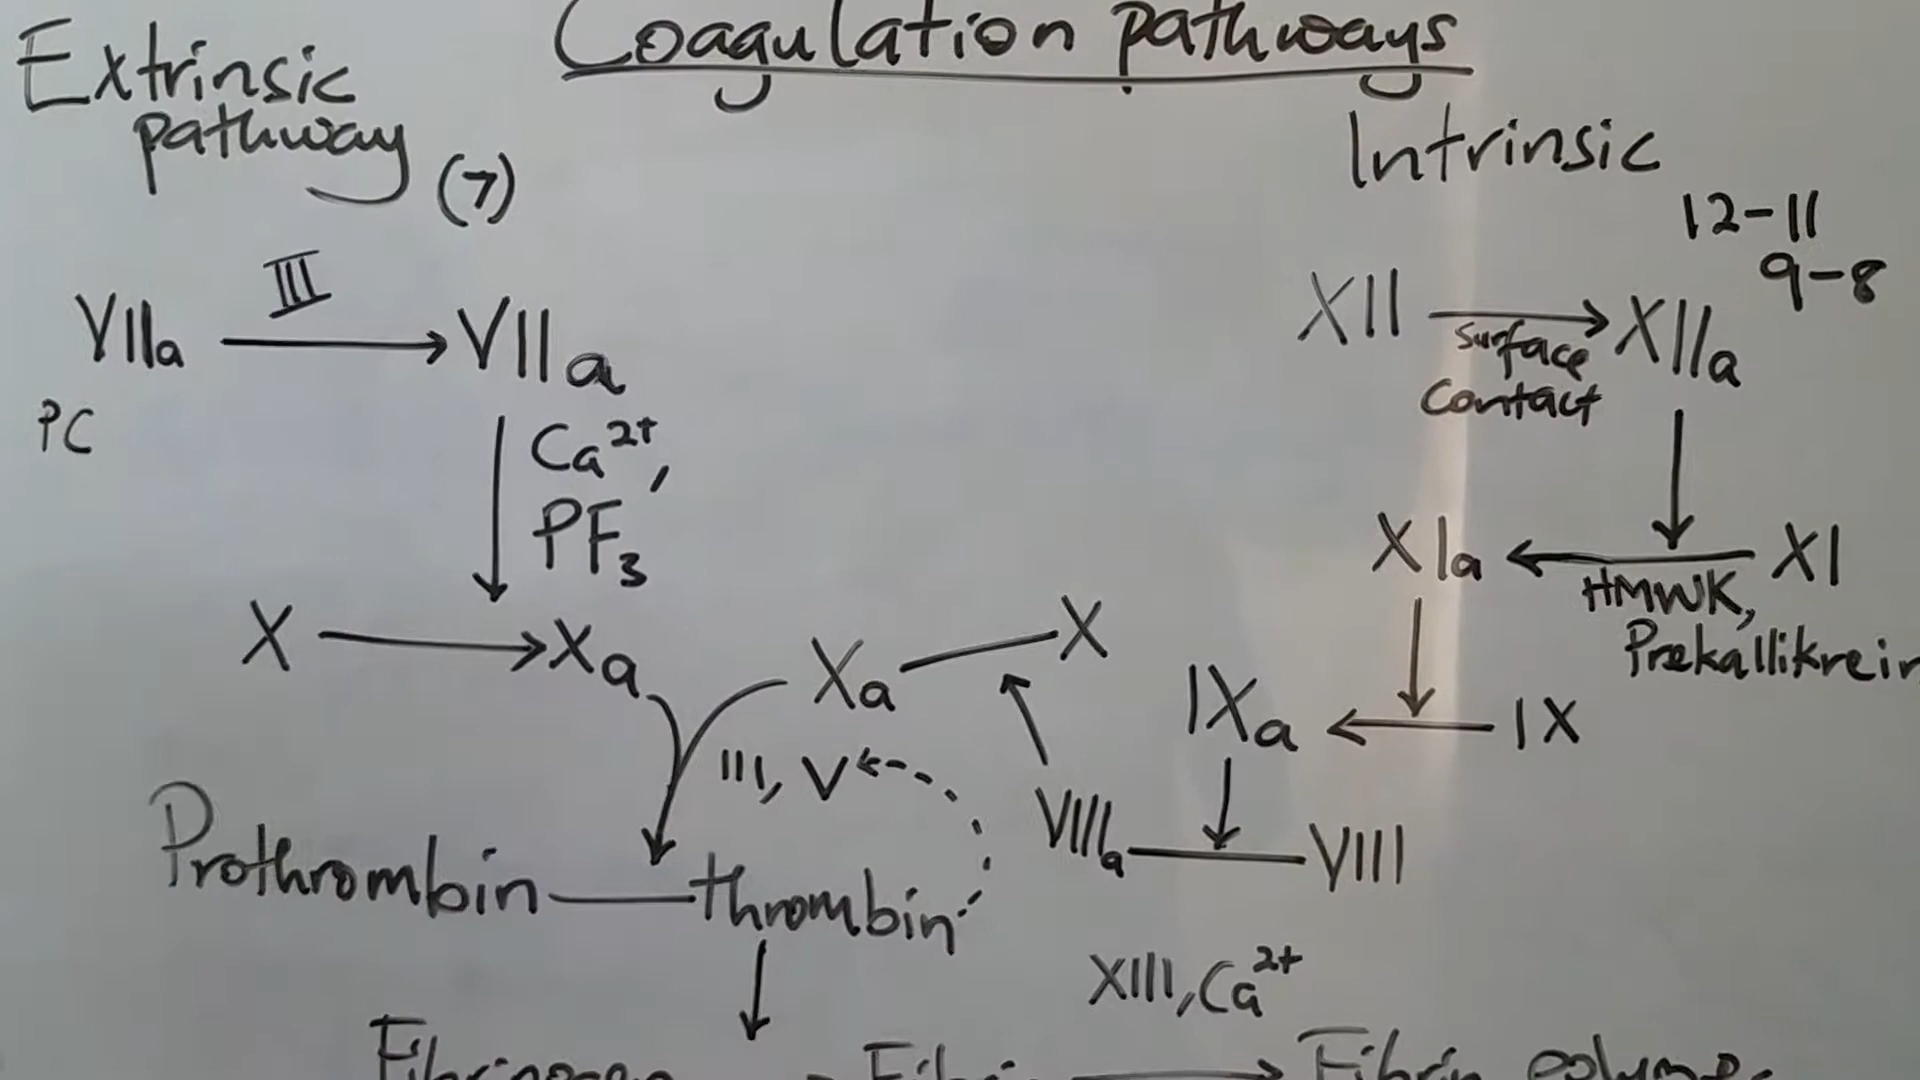 Coagulation pathways
Extrinsic
pathway
(7)
Intrinsic
12-11
9-8
III
VIIa
VIIa
PC
Ca2+,
PF3
XII
XIIa
surface
contact
XIa
XI
HMWK,
Prekallikrein
X
Xa
Xa
X
IXa
IX
III, V
VIIIa
VIII
Prothrombin
thrombin
XIII, Ca2+